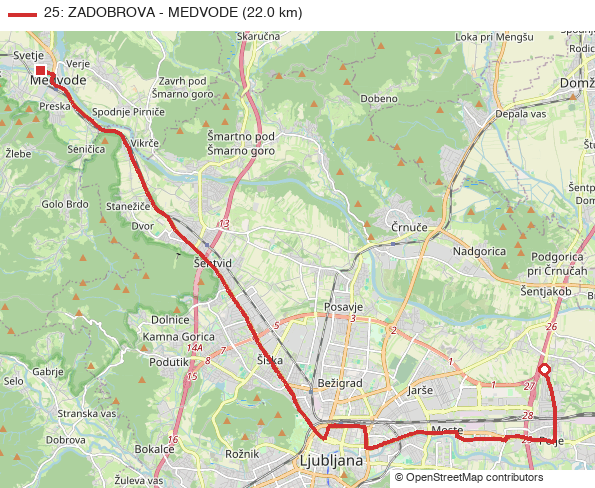 25: ZADOBROVA - MEDVODE (22.0 km)
Skaručna
Loka pri Mengšu
Svetje
Verje
Rodic
Medvode
Zavrh pod
Šmarno goro
Dobeno
Domž
Preska
Spodnje Pirniče
Depala vas
Vikrče
Šmartno pod
Šmarno goro
Žlebe
Seničica
Šentp
Dom
Golo Brdo
Stanežiče
13
Črnuče
Dvor
Nadgorica
Podgorica
pri Črnučah
Šentvid
Šentjakob
Posavje
Dolnice
5
3
26
Kamna Gorica
2
14A
8
7
Podutik
Šiška
1
1
Gabrje
15
Bežigrad
27
Selo
Jarše
Stranska vas
28
Dobrova
16
Moste
29
Polje
Bokalce
Rožnik
Ljubljana
Žuleva vas
© OpenStreetMap contributors